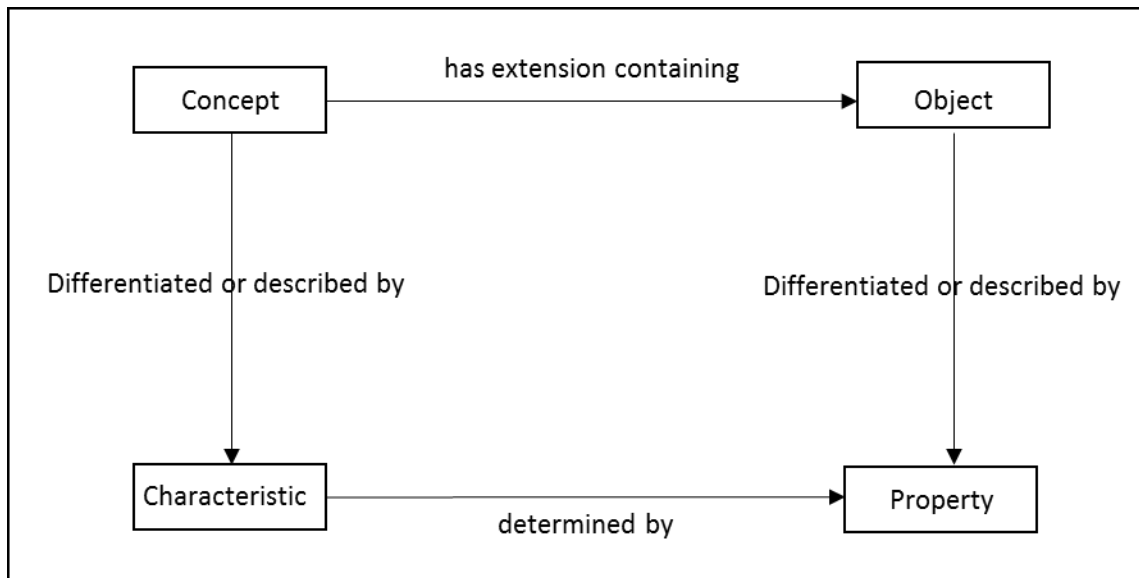 has extension containing
Concept
Object
Differentiated or described by
Differentiated or described by
Characteristic
Property
determined by